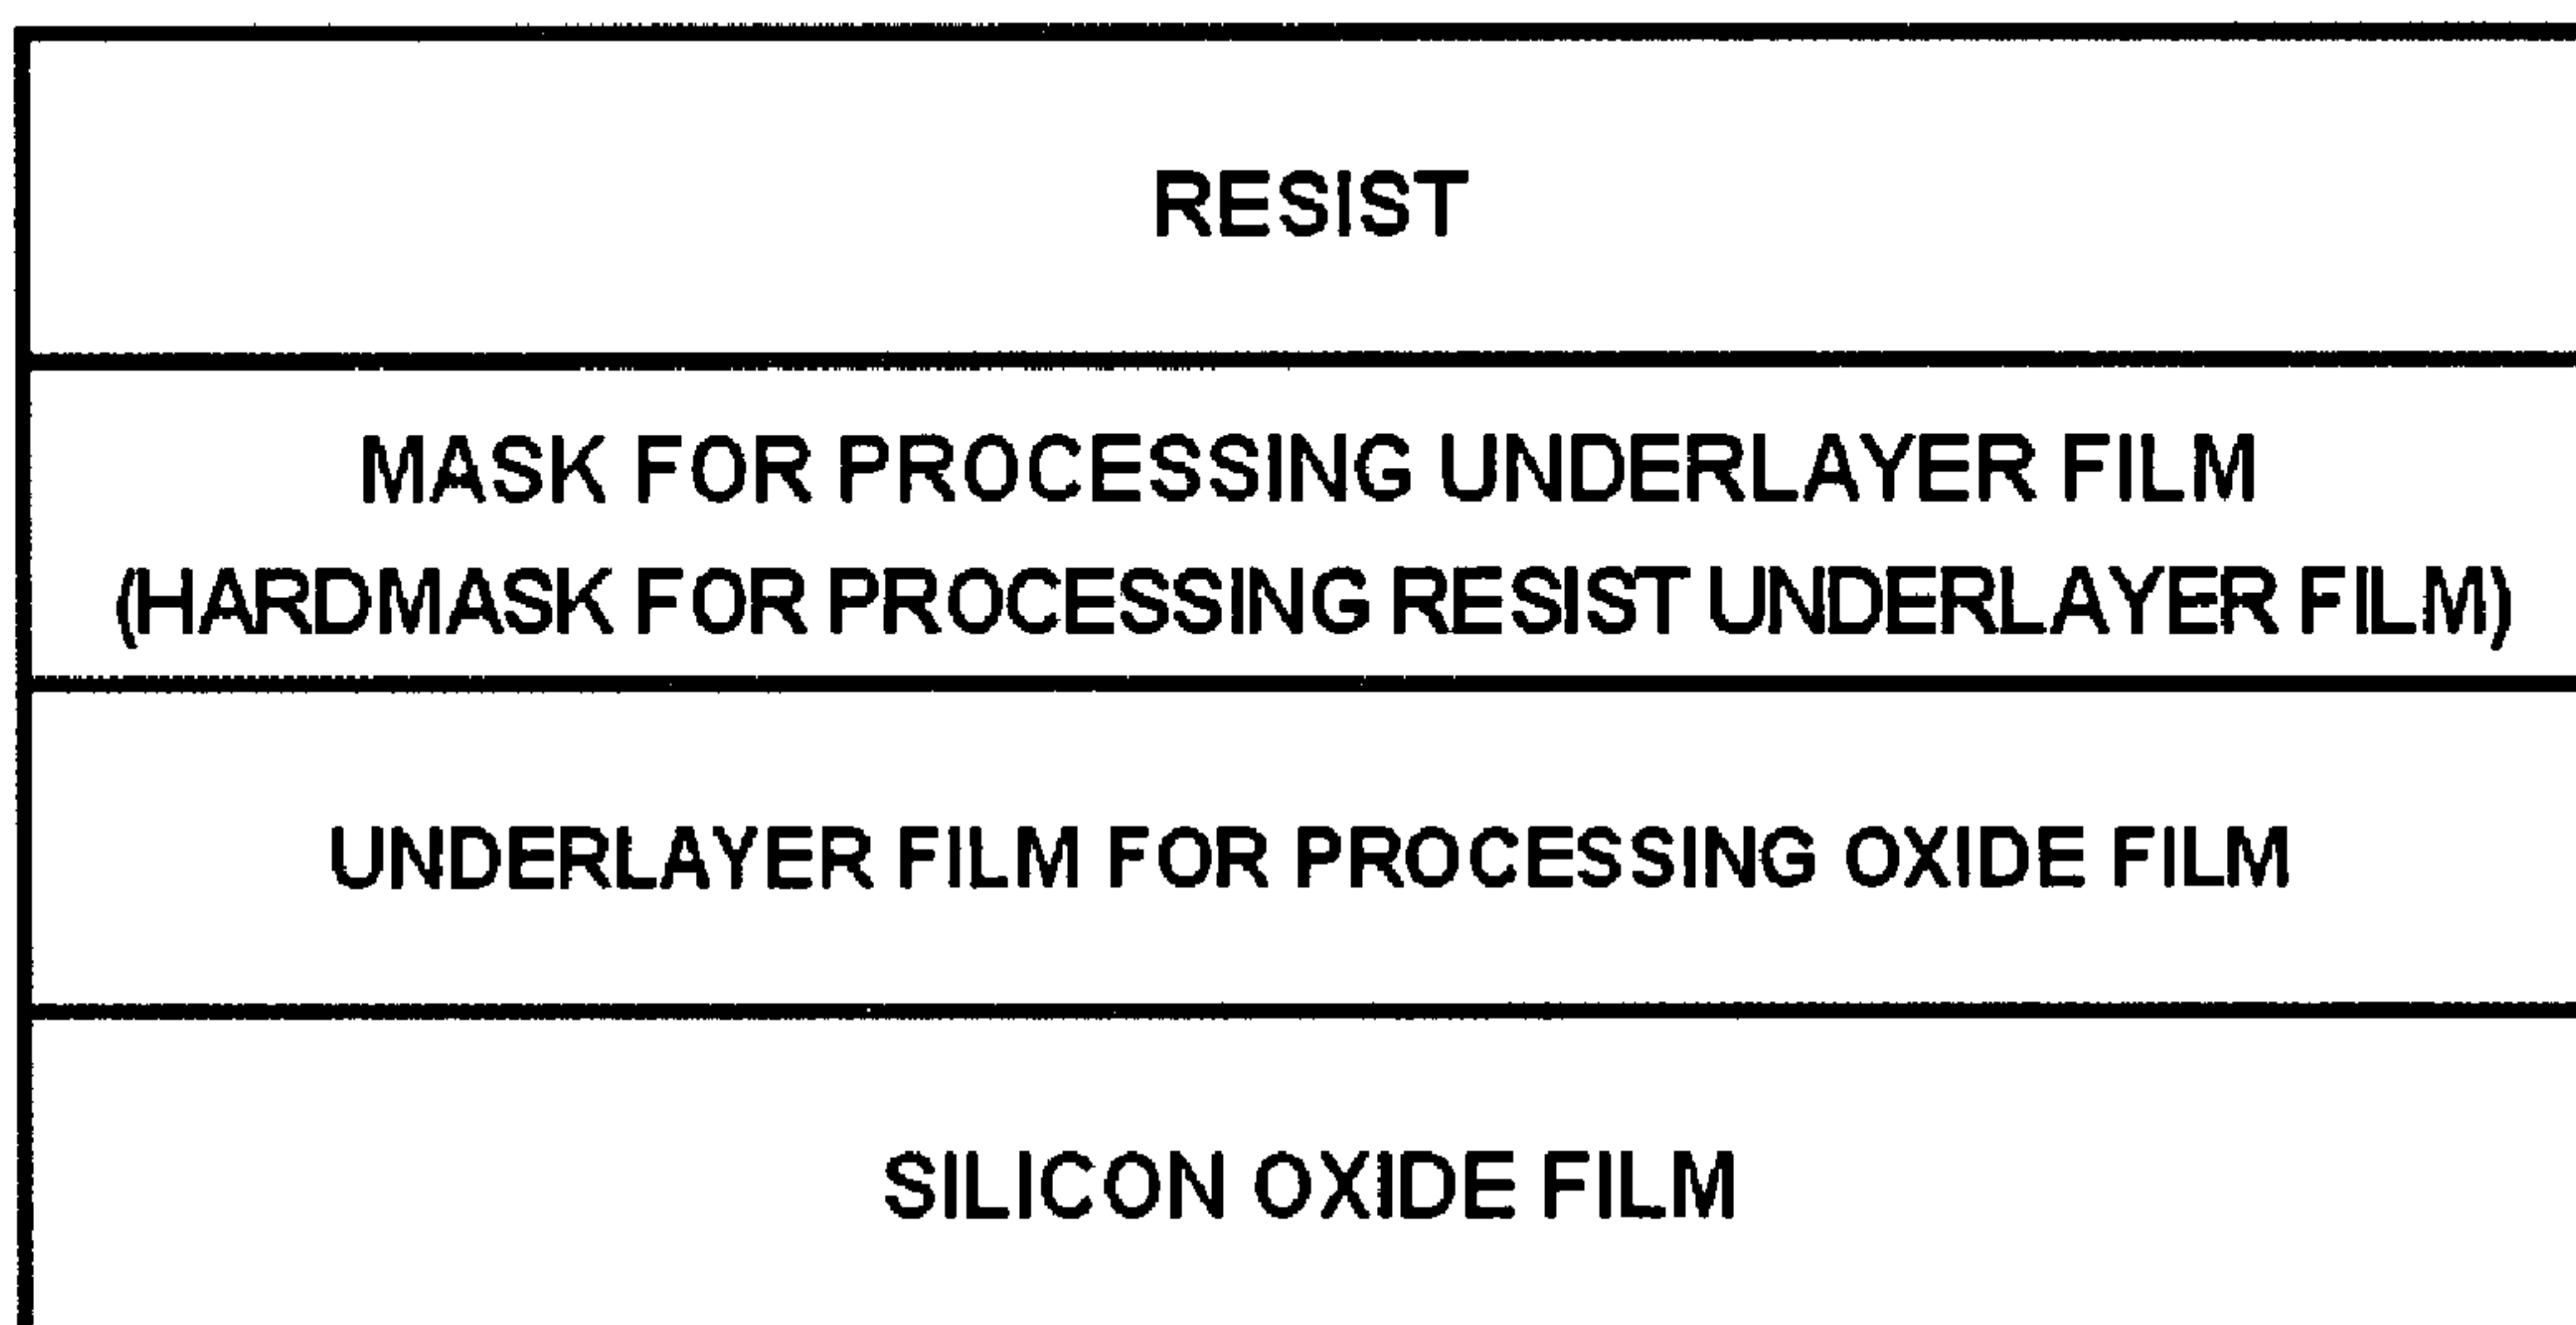 RESIST
MASK FOR PROCESSING UNDERLAYER FILM
(HARDMASK FOR PROCESSING RESIST UNDERLAYER FILM)
UNDERLAYER FILM FOR PROCESSING OXIDE FILM
SILICON OXIDE FILM